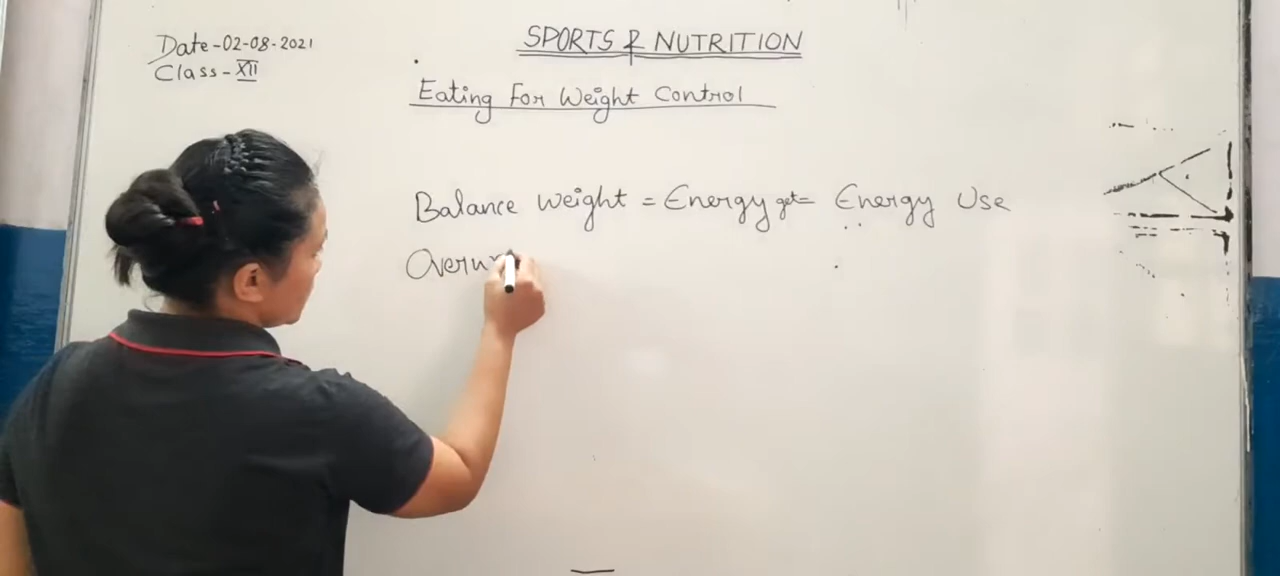 Date-02-08-2021
Class-XII
SPORTS & NUTRITION
Eating For Weight Control
Balance weight = Energy get = Energy Use